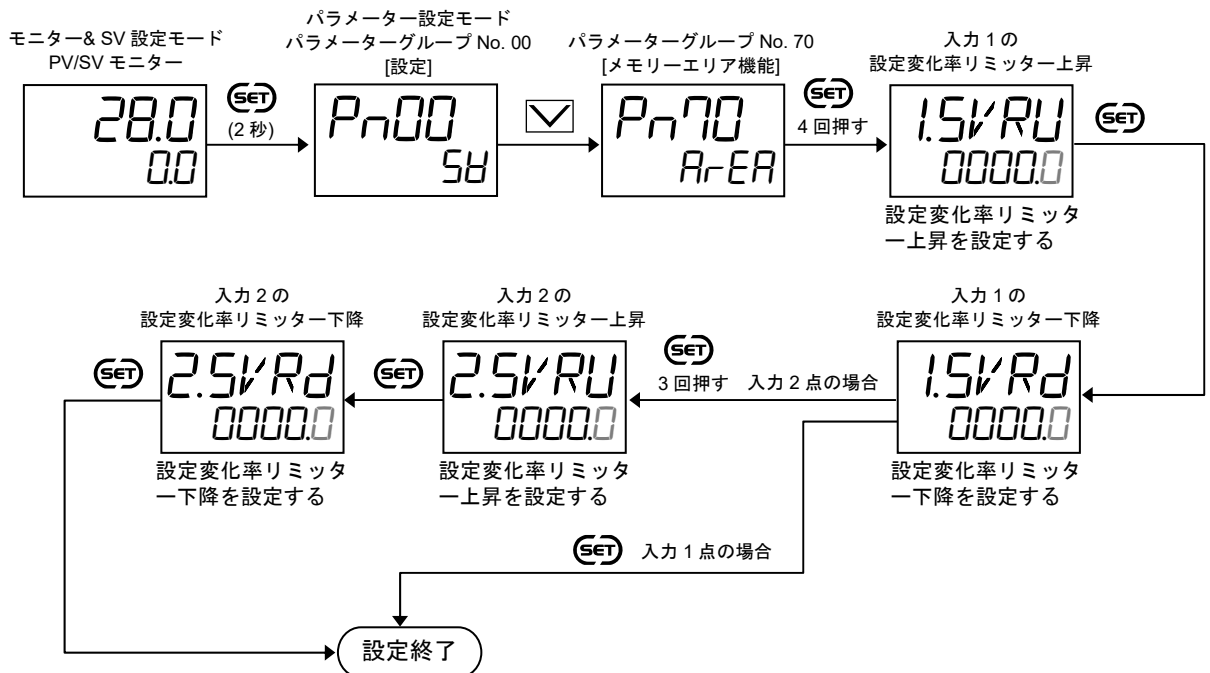 モニター& SV 設定モード
PV/SV モニター
28.0
0.0
SET
(2 秒)
パラメーター設定モード
パラメーターグループ No. 00
[設定]
Pn00
SV
パラメーターグループ No. 70
[メモリーエリア機能]
Pn70
ArEA
SET
4 回押す
入力 1 の
設定変化率リミッター上昇
1.SVRU
0000.0
設定変化率リミッタ
ー上昇を設定する
SET
入力 1 の
設定変化率リミッター下降
1.SVRd
0000.0
設定変化率リミッタ
ー下降を設定する
SET
3 回押す 入力 2 点の場合
入力 2 の
設定変化率リミッター上昇
2.SVRU
0000.0
設定変化率リミッタ
ー上昇を設定する
SET
入力 2 の
設定変化率リミッター下降
2.SVRd
0000.0
設定変化率リミッタ
ー下降を設定する
SET
SET 入力 1 点の場合
設定終了